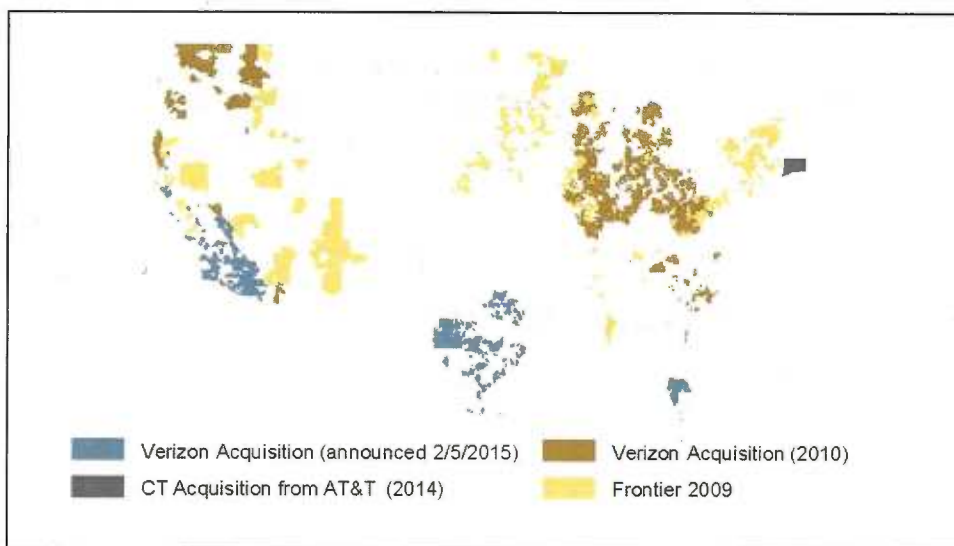 Verizon Acquisition (announced 2/5/2015)
Verizon Acquisition (2010)
CT Acquisition from AT&T (2014)
Frontier 2009